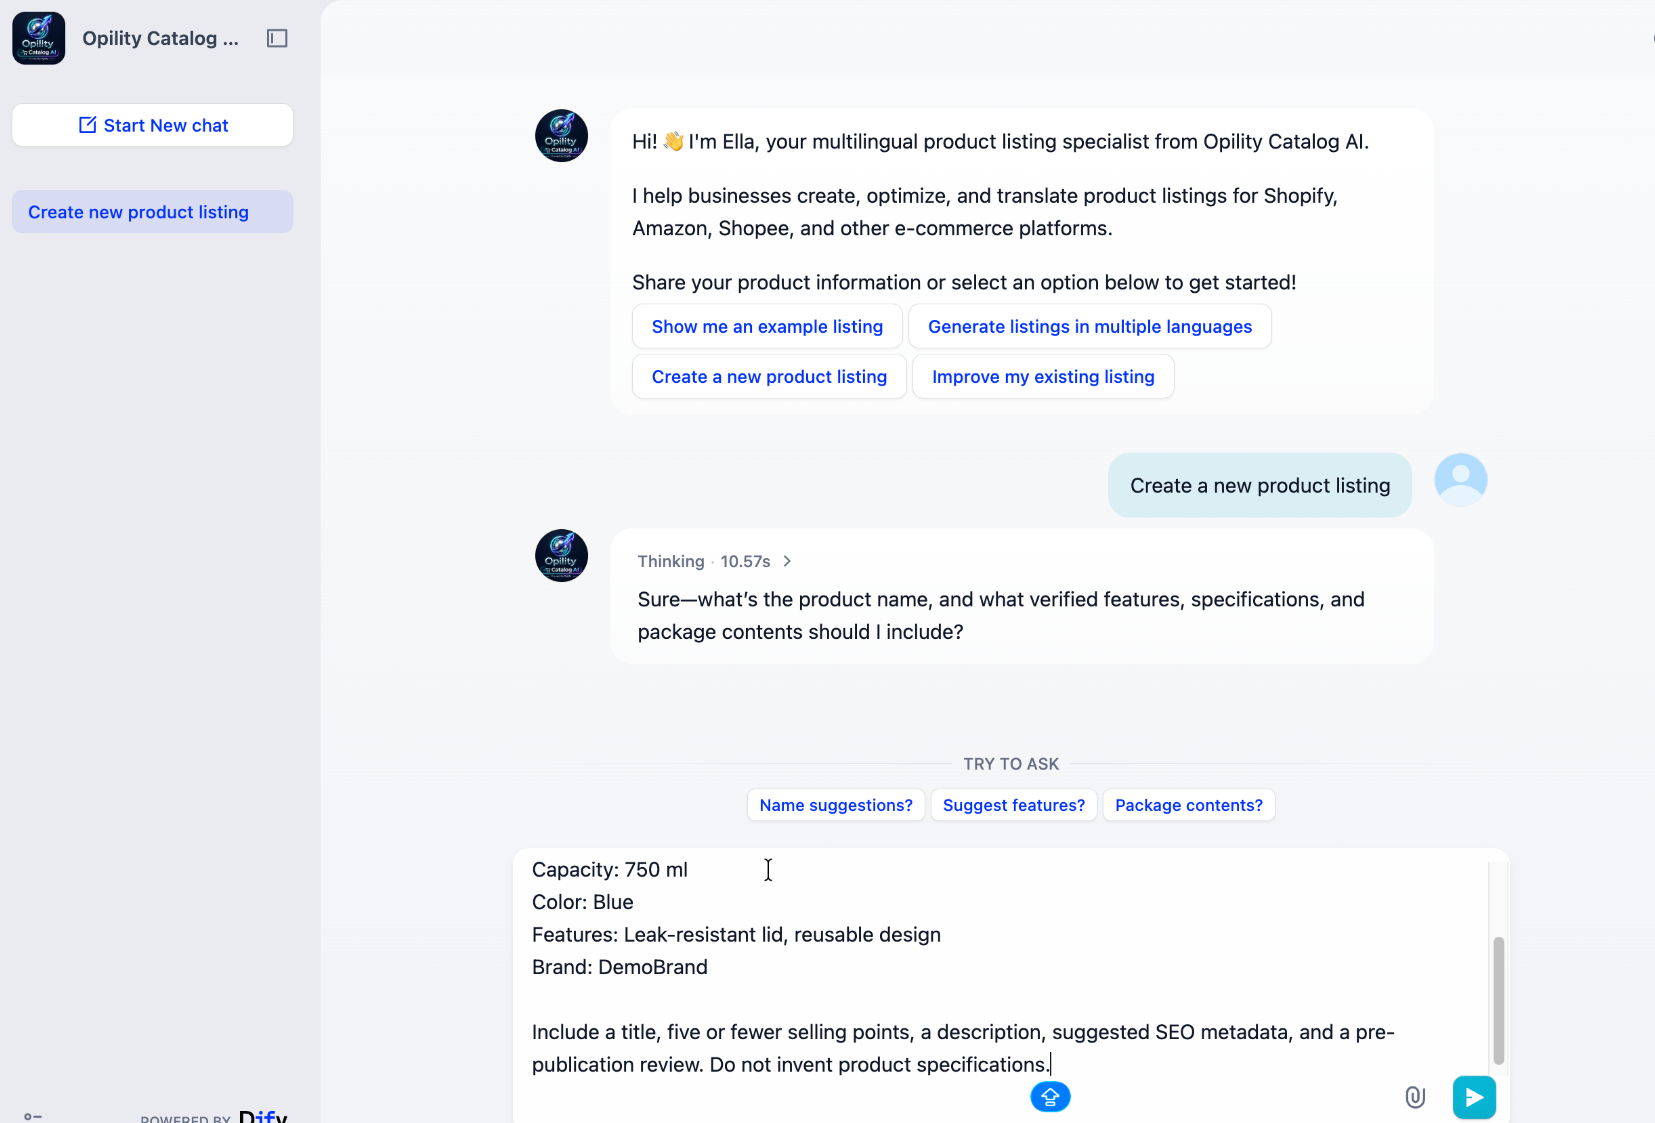 Opility Catalog ...
Start New chat
Create new product listing
Opility
Catalog AI
Hi! 👋 I'm Ella, your multilingual product listing specialist from Opility Catalog AI.
I help businesses create, optimize, and translate product listings for Shopify,
Amazon, Shopee, and other e-commerce platforms.
Share your product information or select an option below to get started!
Show me an example listing
Generate listings in multiple languages
Create a new product listing
Improve my existing listing
Create a new product listing
Opility
Catalog AI
Thinking · 10.57s
Sure—what’s the product name, and what verified features, specifications, and
package contents should I include?
TRY TO ASK
Name suggestions?
Suggest features?
Package contents?
Capacity: 750 ml
Color: Blue
Features: Leak-resistant lid, reusable design
Brand: DemoBrand
Include a title, five or fewer selling points, a description, suggested SEO metadata, and a pre-
publication review. Do not invent product specifications.
POWERED BY Dify